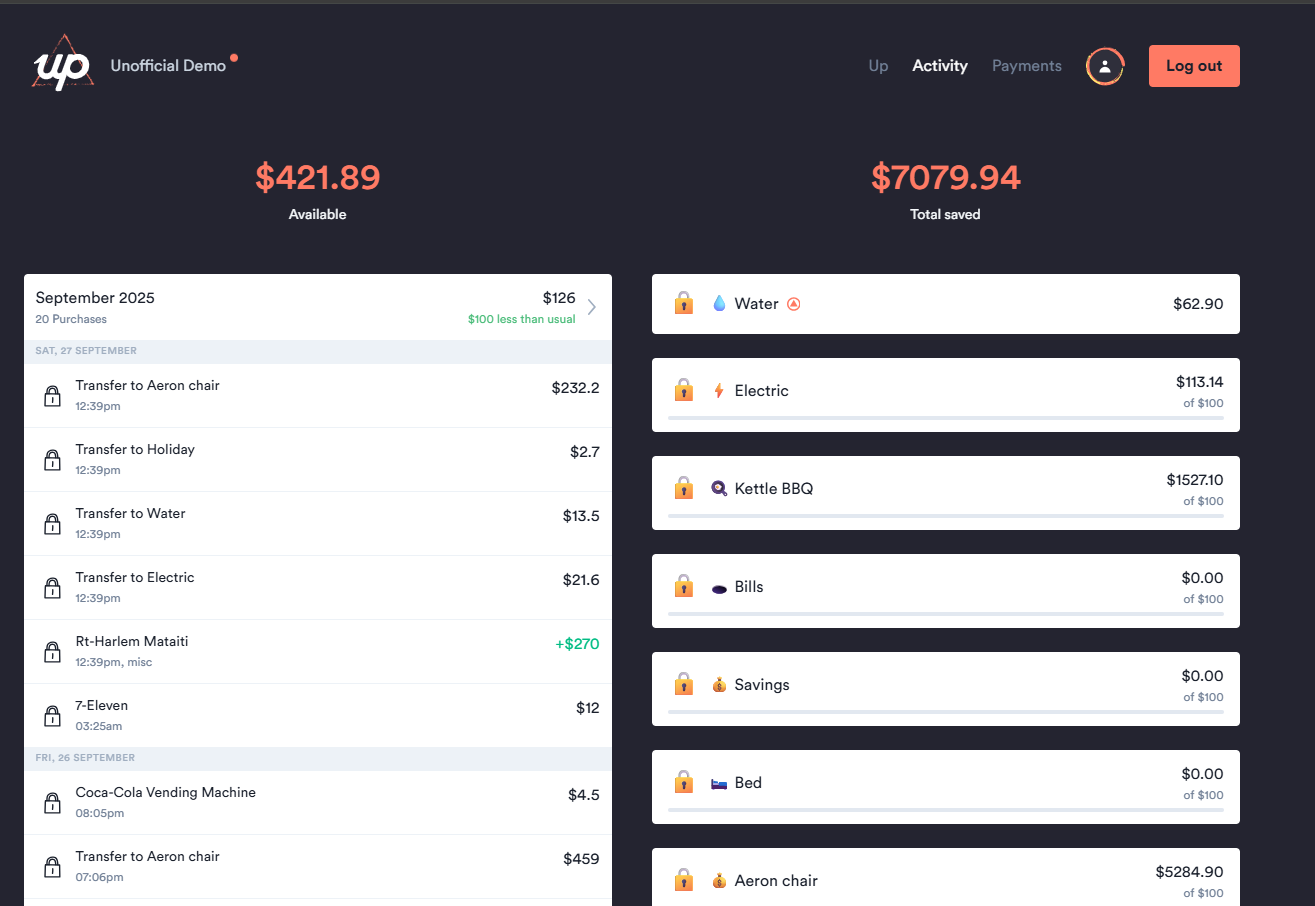 up
Unofficial Demo
Up
Activity
Payments
Log out
$421.89
Available
$7079.94
Total saved
September 2025
$126
20 Purchases
$100 less than usual
SAT, 27 SEPTEMBER
Transfer to Aeron chair
$232.2
12:39pm
Transfer to Holiday
$2.7
12:39pm
Transfer to Water
$13.5
12:39pm
Transfer to Electric
$21.6
12:39pm
Rt-Harlem Mataiti
+$270
12:39pm, misc
7-Eleven
$12
03:25am
FRI, 26 SEPTEMBER
Coca-Cola Vending Machine
$4.5
08:05pm
Transfer to Aeron chair
$459
07:06pm
Water
$62.90
Electric
$113.14
of $100
Kettle BBQ
$1527.10
of $100
Bills
$0.00
of $100
Savings
$0.00
of $100
Bed
$0.00
of $100
Aeron chair
$5284.90
of $100